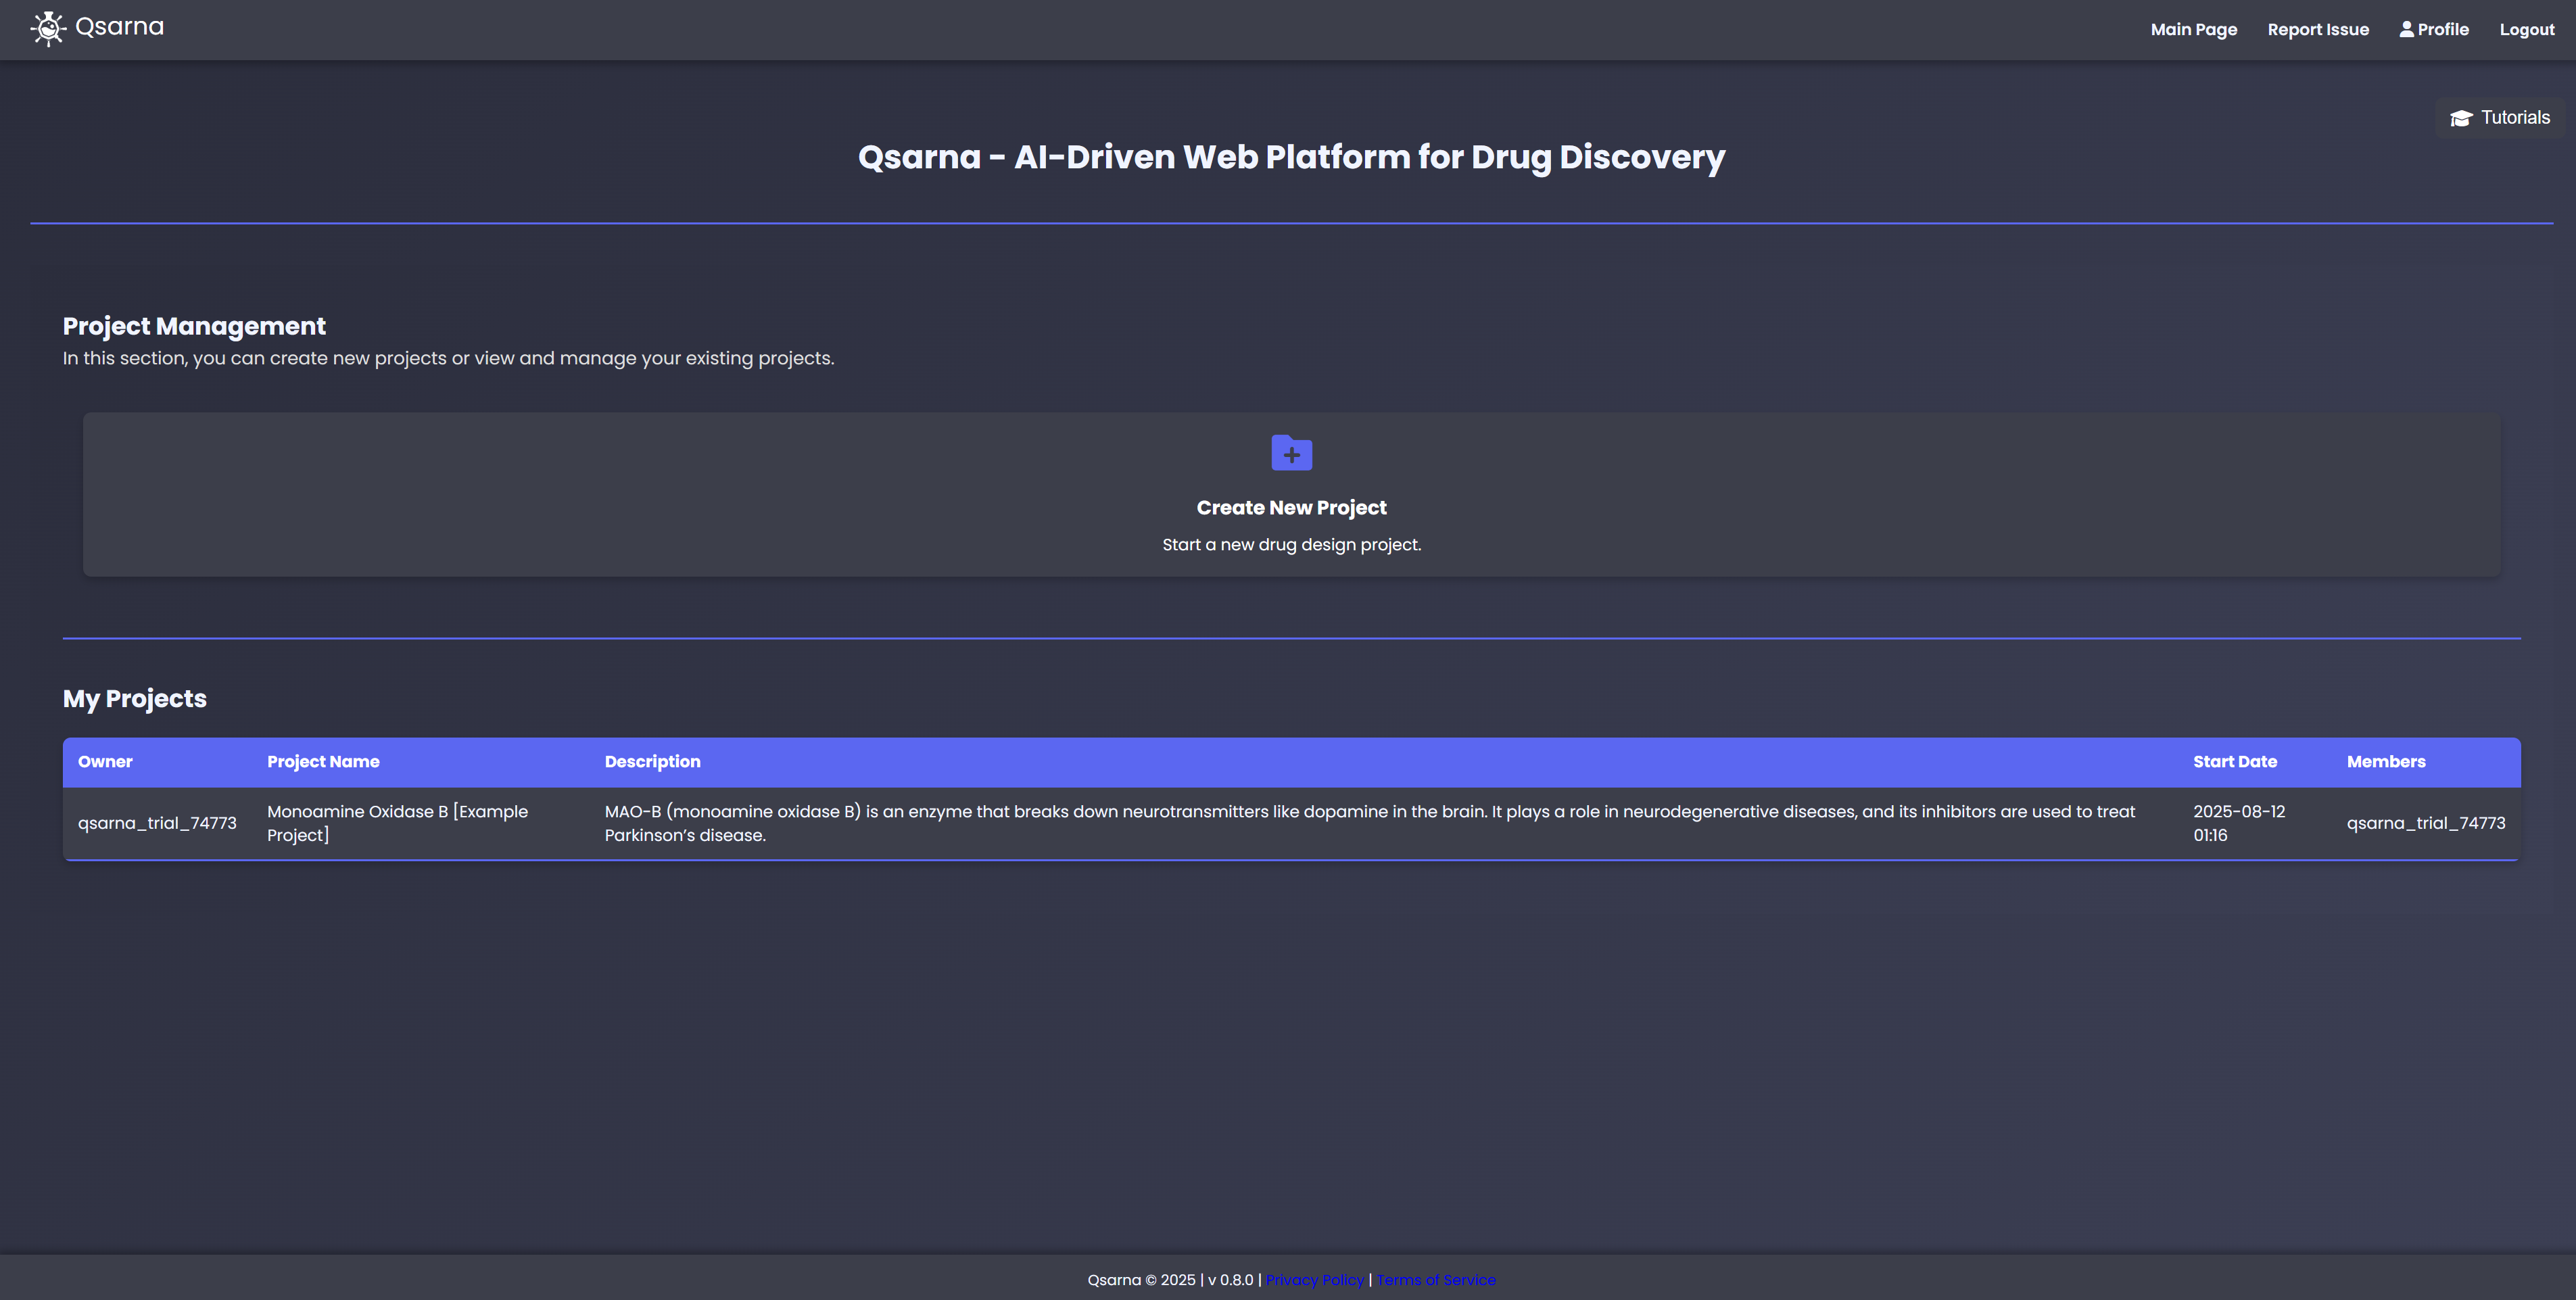 Qsarna
Main Page Report Issue Profile Logout
Tutorials
Qsarna - AI-Driven Web Platform for Drug Discovery
Project Management
In this section, you can create new projects or view and manage your existing projects.
Create New Project
Start a new drug design project.
My Projects
Owner Project Name Description Start Date Members
qsarna_trial_74773
Monoamine Oxidase B [Example
Project]
MAO-B (monoamine oxidase B) is an enzyme that breaks down neurotransmitters like dopamine in the brain. It plays a role in neurodegenerative diseases, and its inhibitors are used to treat
Parkinson’s disease.
2025-08-12
01:16
qsarna_trial_74773
Qsarna © 2025 | v 0.8.0 | Privacy Policy | Terms of Service